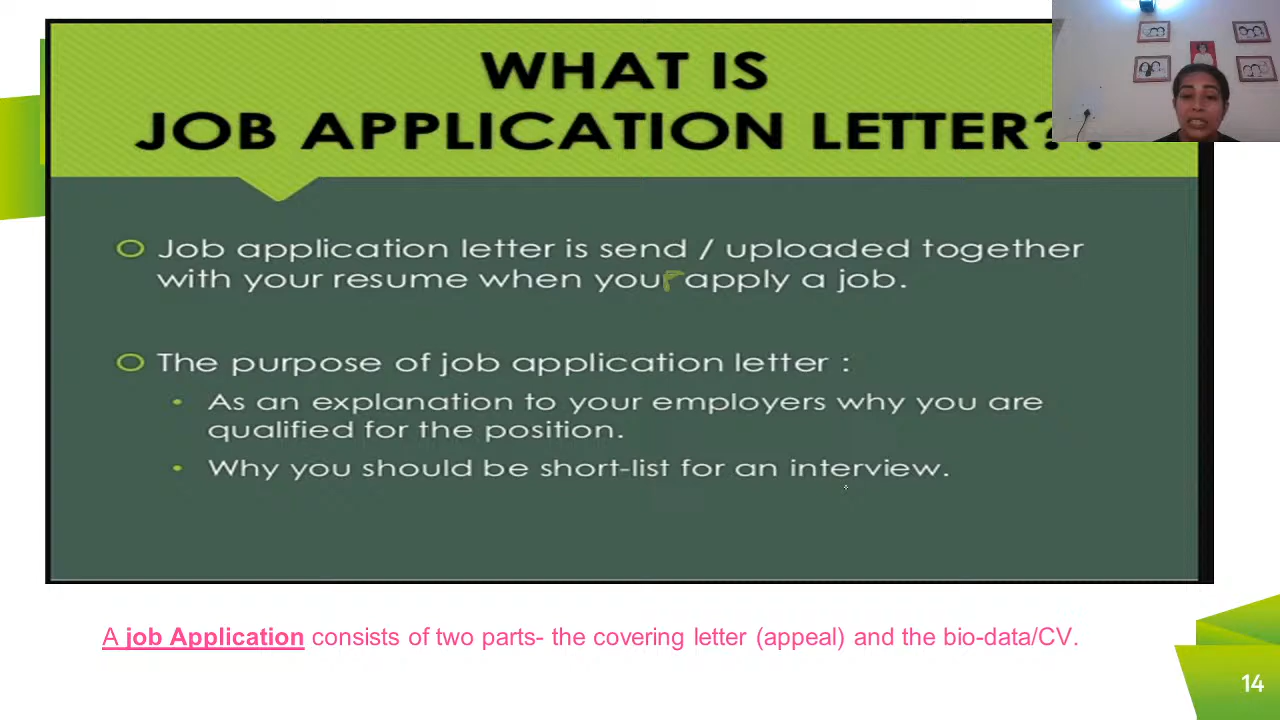 WHAT IS
JOB APPLICATION LETTER?
Job application letter is send / uploaded together
with your resume when you apply a job.
The purpose of job application letter :
As an explanation to your employers why you are
qualified for the position.
Why you should be short-list for an interview.
A job Application consists of two parts- the covering letter (appeal) and the bio-data/CV.
14